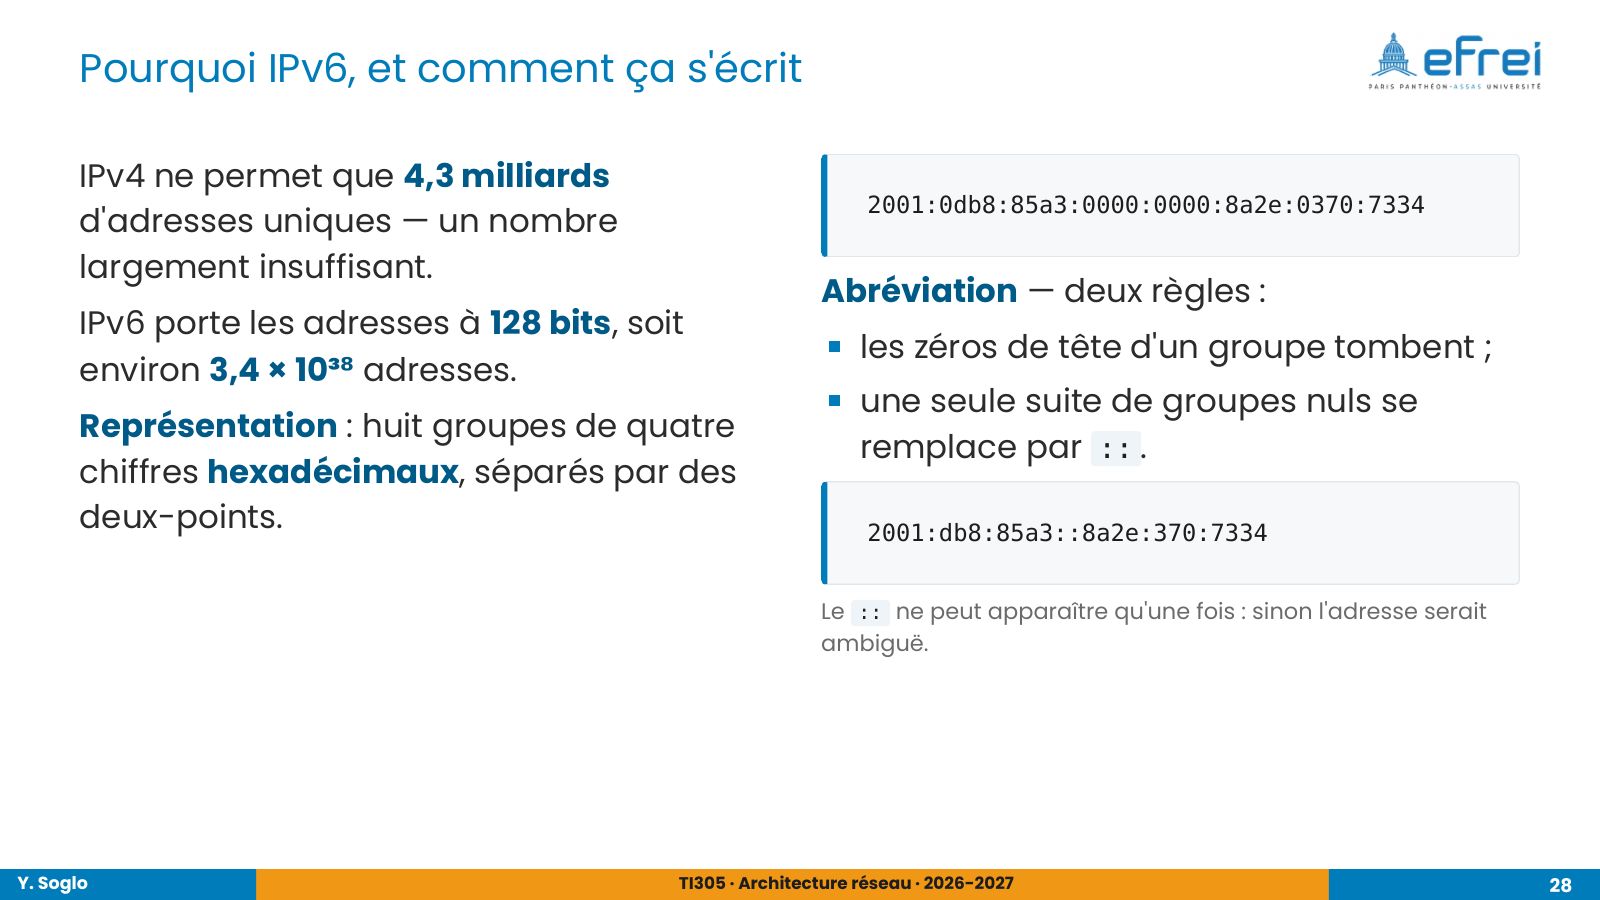 Pourquoi IPv6, et comment ça s'écrit
efrei
PARIS PANTHÉON-ASSAS UNIVERSITÉ
IPv4 ne permet que 4,3 milliards
d'adresses uniques — un nombre
largement insuffisant.
IPv6 porte les adresses à 128 bits, soit
environ 3,4 × 10³⁸ adresses.
Représentation : huit groupes de quatre
chiffres hexadécimaux, séparés par des
deux-points.
2001:0db8:85a3:0000:0000:8a2e:0370:7334
Abréviation — deux règles :
▪ les zéros de tête d'un groupe tombent ;
▪ une seule suite de groupes nuls se
remplace par ::.
2001:db8:85a3::8a2e:370:7334
Le :: ne peut apparaître qu'une fois : sinon l'adresse serait
ambiguë.
Y. Soglo
TI305 · Architecture réseau · 2026-2027
28